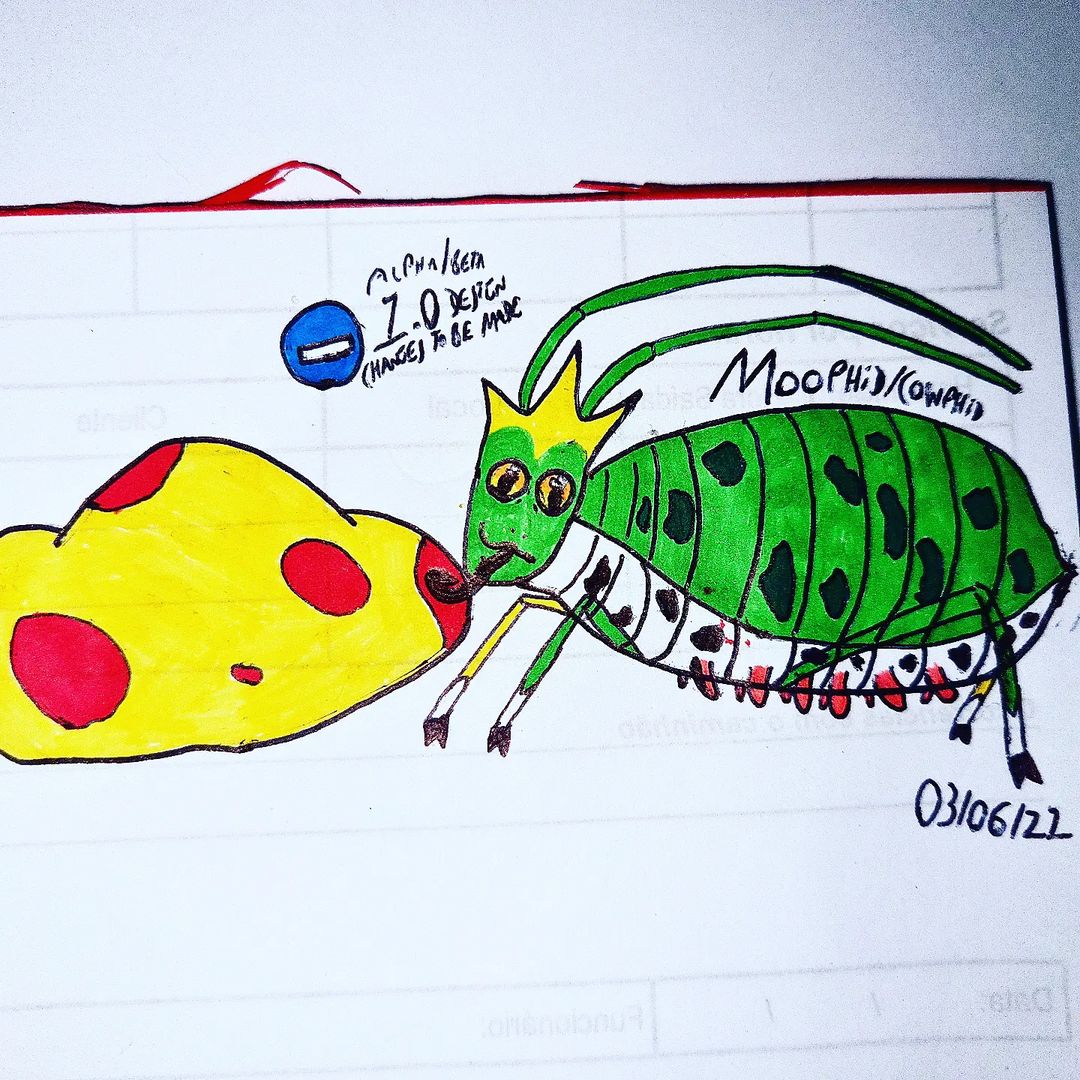 ALPHA/BETA
1.0 DESIGN
CHANGES TO BE MADE
MOOPHID/COWPHID
Cliente
03/06/22
Data: / /
Funcionário: